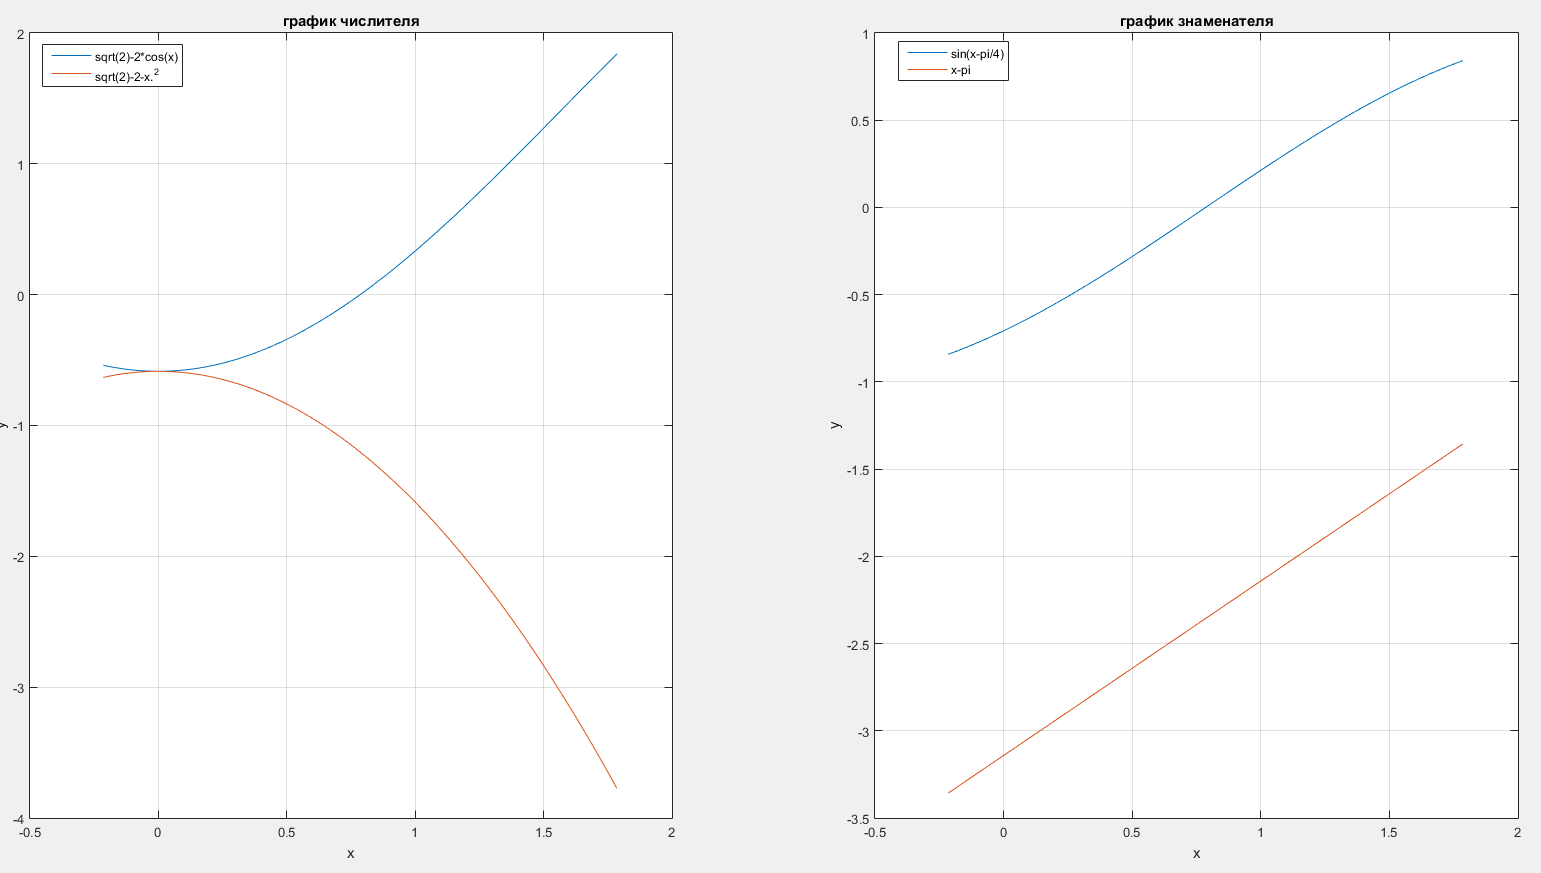 график числителя
sqrt(2)-2*cos(x)
sqrt(2)-2-x.²
2
1
0
-1
-2
-3
-4
-0.5 0 0.5 1 1.5 2
x
y
график знаменателя
sin(x-pi/4)
x-pi
1
0.5
0
-0.5
-1
-1.5
-2
-2.5
-3
-3.5
-0.5 0 0.5 1 1.5 2
x
y